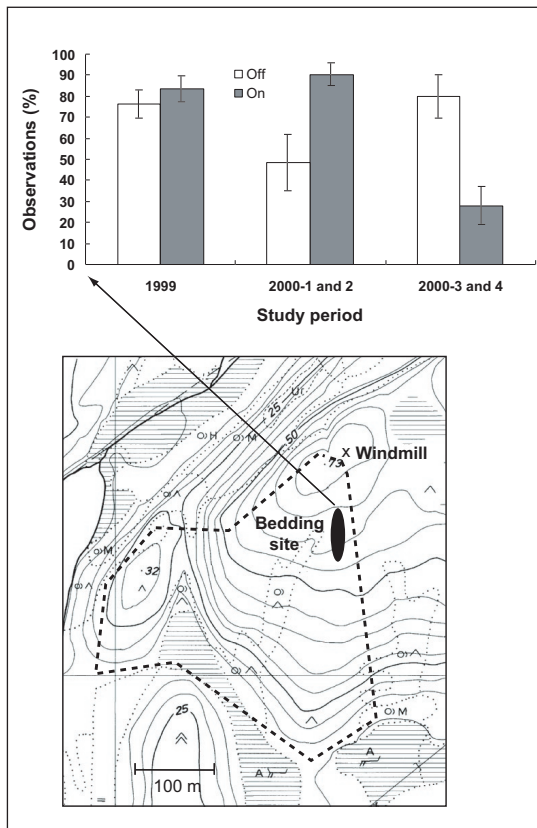 100
90
80
70
60
50
40
30
20
10
0
Observations (%)
Off
On
1999
2000-1 and 2
2000-3 and 4
Study period
25
50
H
M
73
X Windmill
Bedding
site
M
32
M
25
A
A
100 m